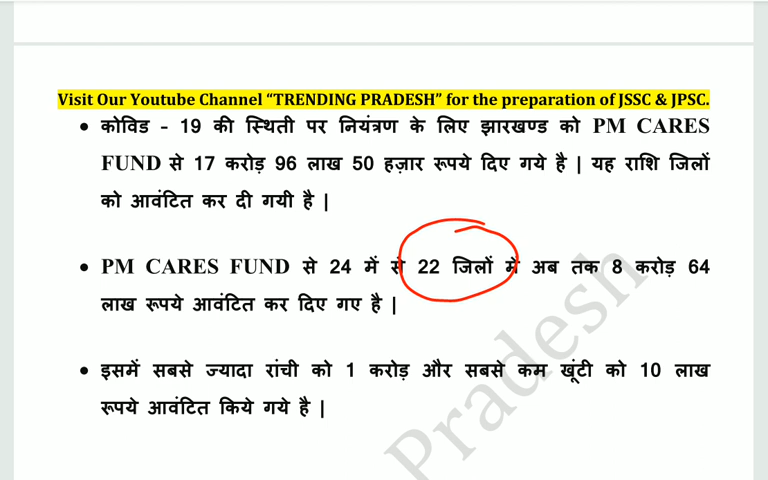 Visit Our Youtube Channel “TRENDING PRADESH” for the preparation of JSSC & JPSC.
• कोविड – 19 की स्थिती पर नियंत्रण के लिए झारखण्ड को PM CARES
FUND से 17 करोड़ 96 लाख 50 हज़ार रूपये दिए गये है | यह राशि जिलों
को आवंटित कर दी गयी है |
• PM CARES FUND से 24 में से 22 जिलों में अब तक 8 करोड़ 64
लाख रूपये आवंटित कर दिए गए है |
• इसमें सबसे ज्यादा रांची को 1 करोड़ और सबसे कम खूंटी को 10 लाख
रूपये आवंटित किये गये है |
Pradesh